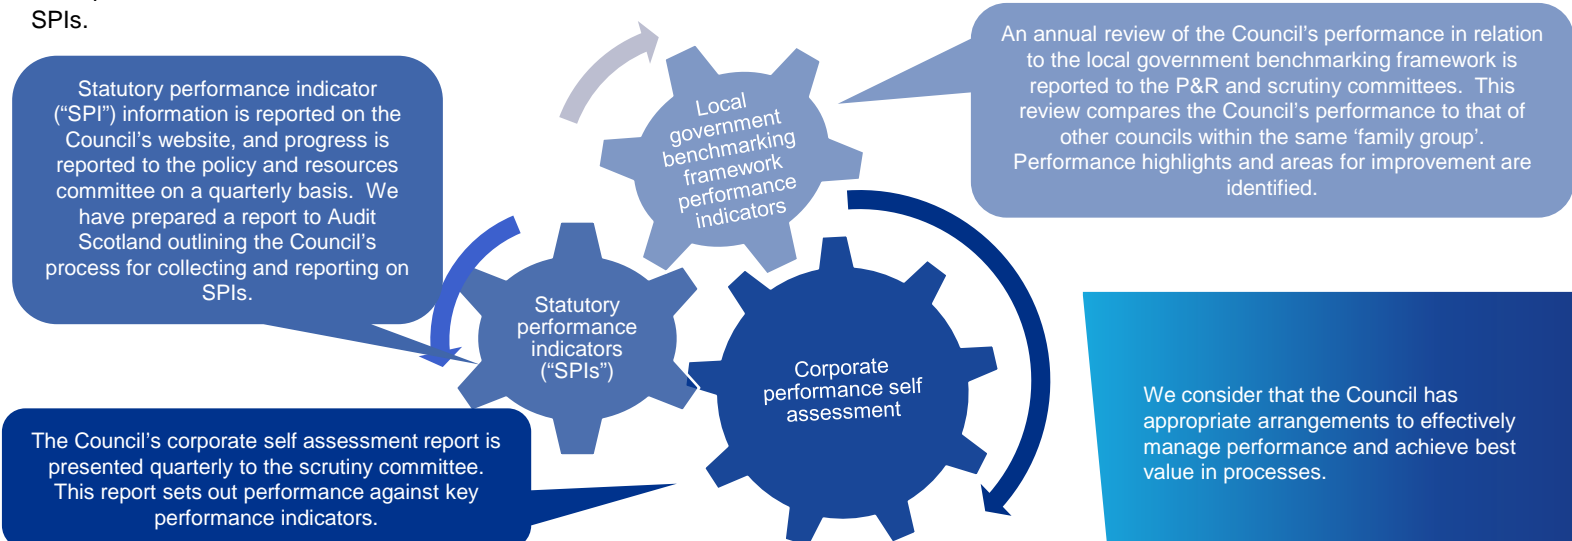 SPIs.
Statutory performance indicator
(“SPI”) information is reported on the
Council’s website, and progress is
reported to the policy and resources
committee on a quarterly basis.  We
have prepared a report to Audit
Scotland outlining the Council’s
process for collecting and reporting on
SPIs.
Local
government
benchmarking
framework
performance
indicators
An annual review of the Council’s performance in relation
to the local government benchmarking framework is
reported to the P&R and scrutiny committees.  This
review compares the Council’s performance to that of
other councils within the same ‘family group’.
Performance highlights and areas for improvement are
identified.
Statutory
performance
indicators
(“SPIs”)
Corporate
performance self
assessment
The Council’s corporate self assessment report is
presented quarterly to the scrutiny committee.
This report sets out performance against key
performance indicators.
We consider that the Council has
appropriate arrangements to effectively
manage performance and achieve best
value in processes.